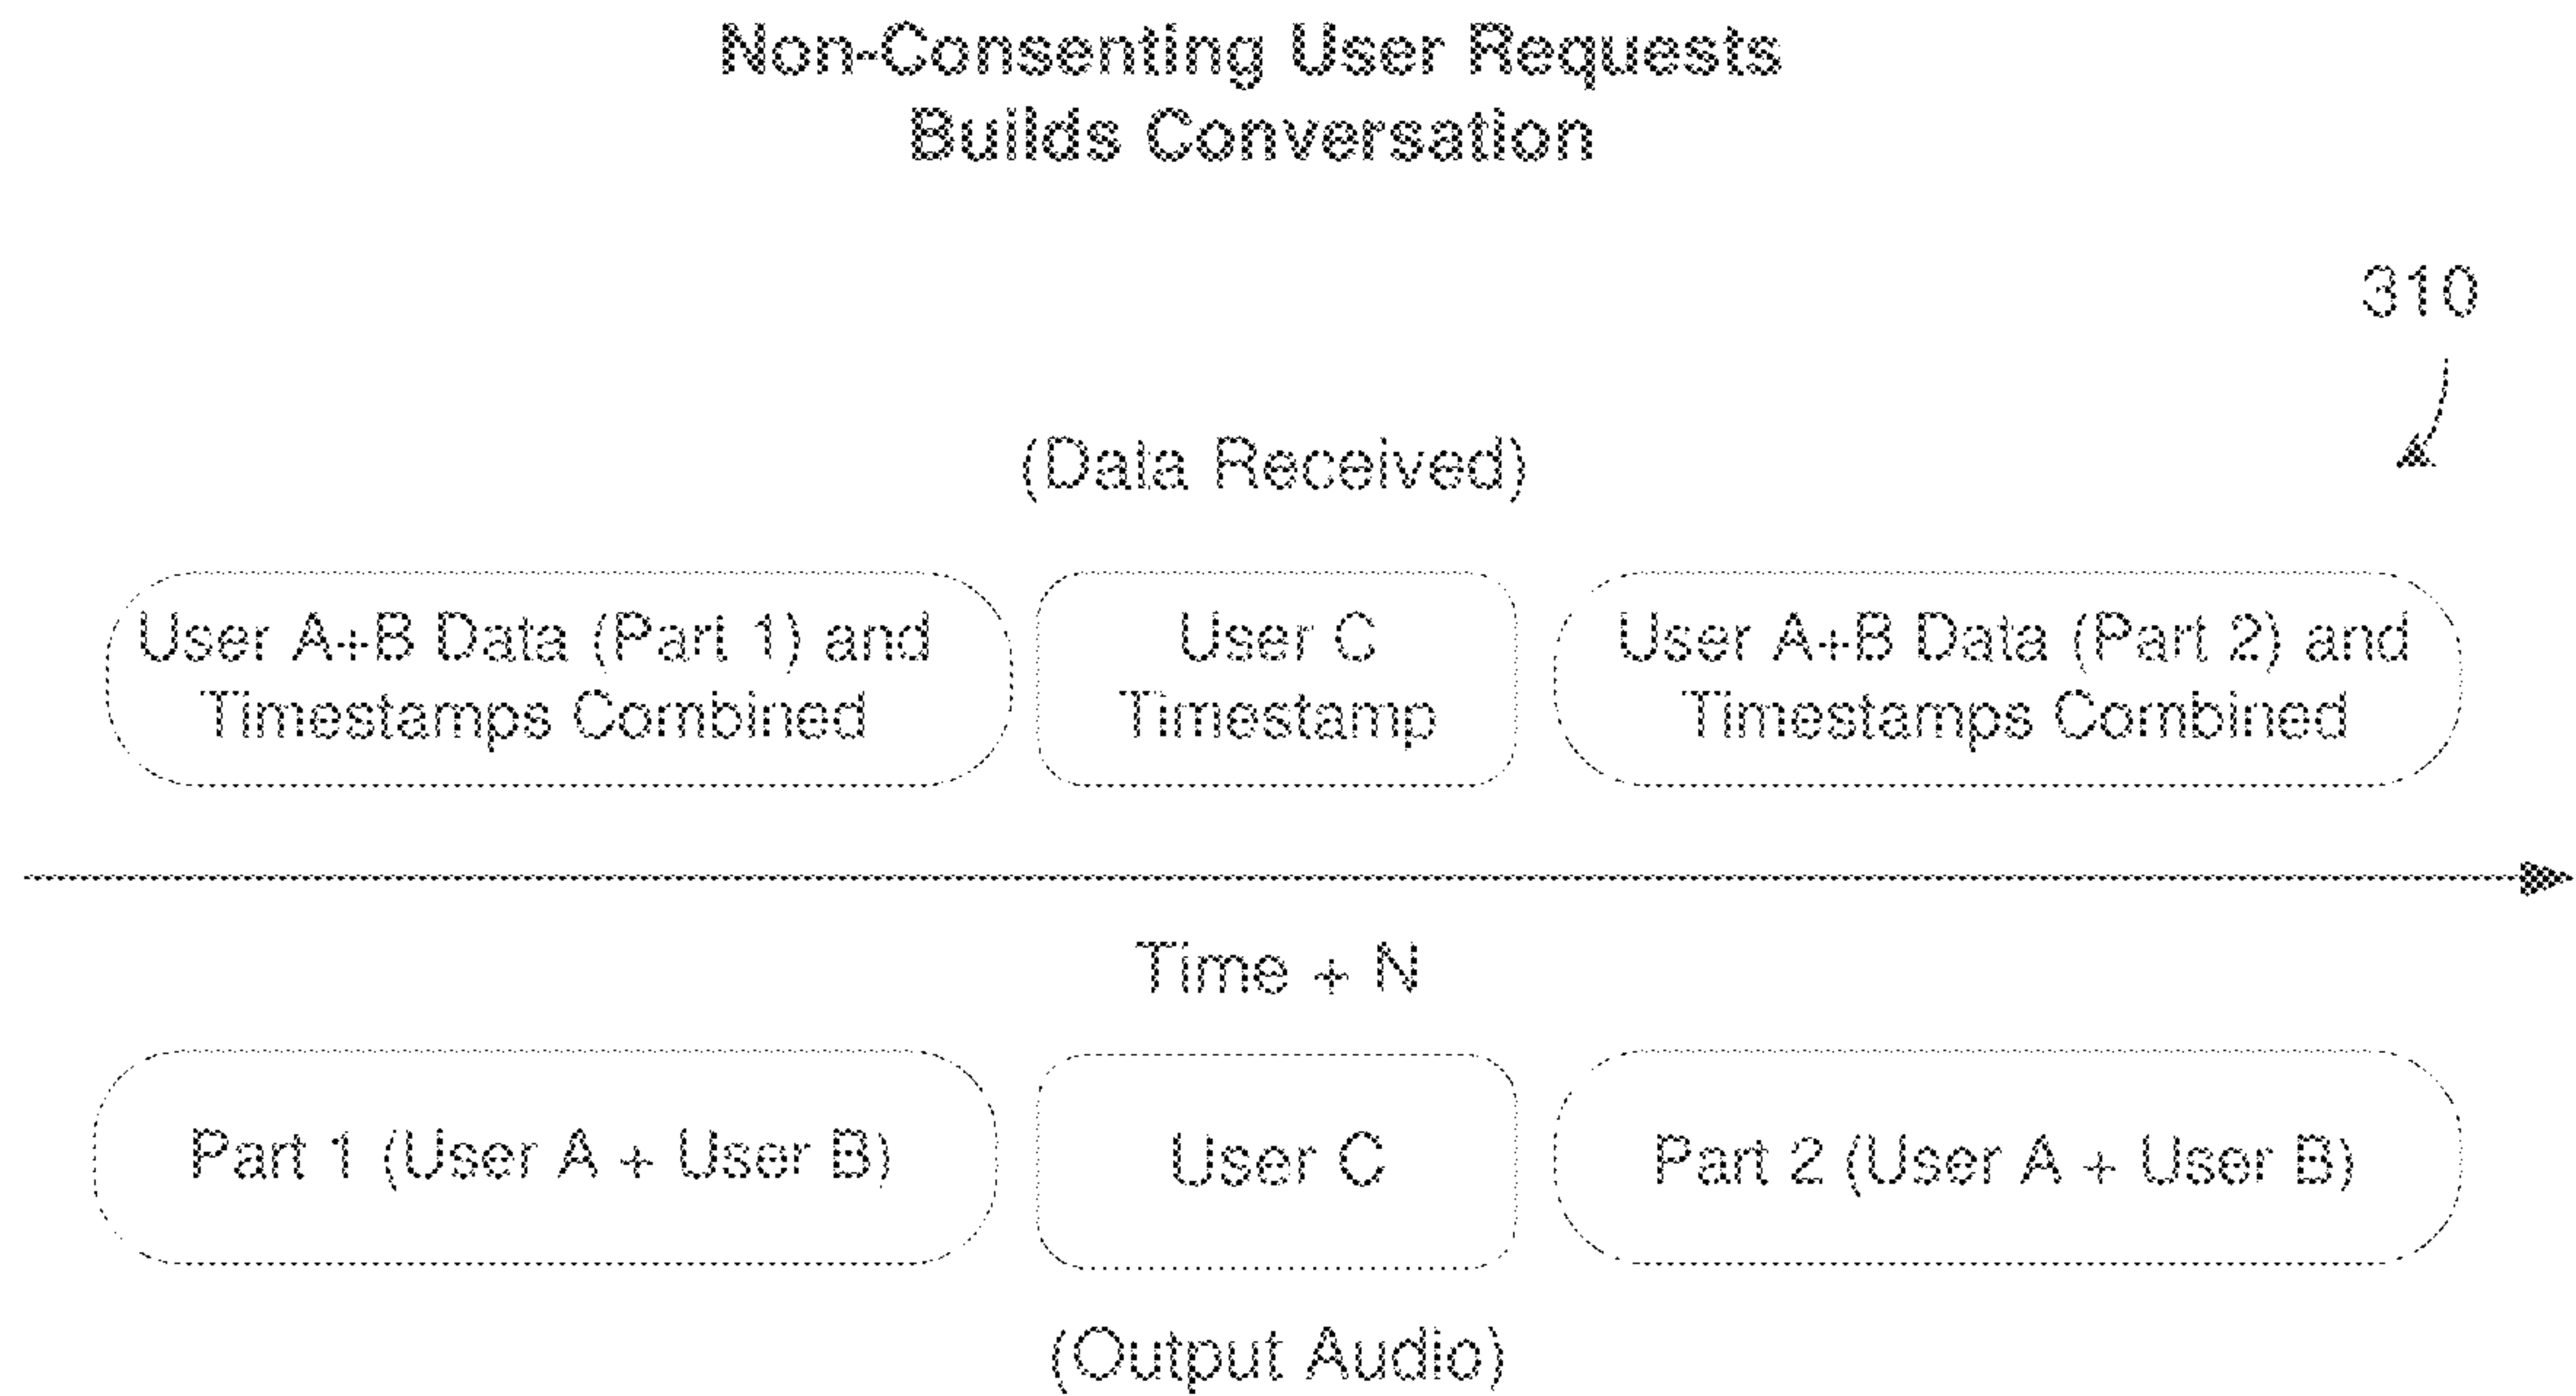 Non-Consenting User Requests
Builds Conversation
310
(Data Received)
User A+B Data (Part 1) and
Timestamps Combined
User C
Timestamp
User A+B Data (Part 2) and
Timestamps Combined
Time + N
Part 1 (User A + User B)
User C
Part 2 (User A + User B)
(Output Audio)